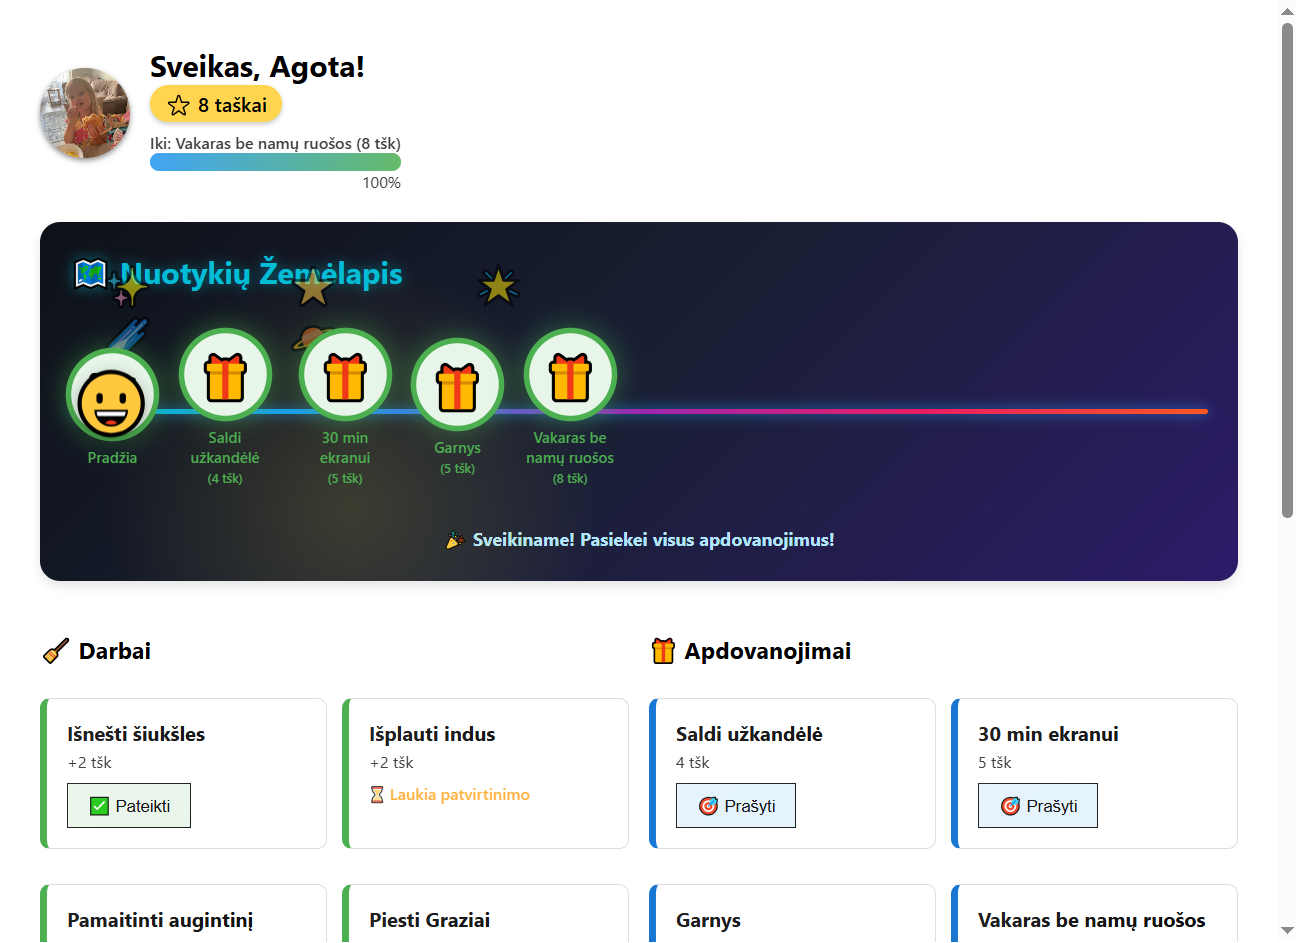 Sveikas, Agota!
8 taškai
Iki: Vakaras be namų ruošos (8 tšk)
100%
Nuotykių Žemėlapis
Pradžia
Saldi
užkandėlė
(4 tšk)
30 min
ekranui
(5 tšk)
Garnys
(5 tšk)
Vakaras be
namų ruošos
(8 tšk)
Sveikiname! Pasiekei visus apdovanojimus!
Darbai
Išnešti šiukšles
+2 tšk
Pateikti
Išplauti indus
+2 tšk
Laukia patvirtinimo
Pamaitinti augintinį
Piesti Graziai
Apdovanojimai
Saldi užkandėlė
4 tšk
Prašyti
30 min ekranui
5 tšk
Prašyti
Garnys
Vakaras be namų ruošos